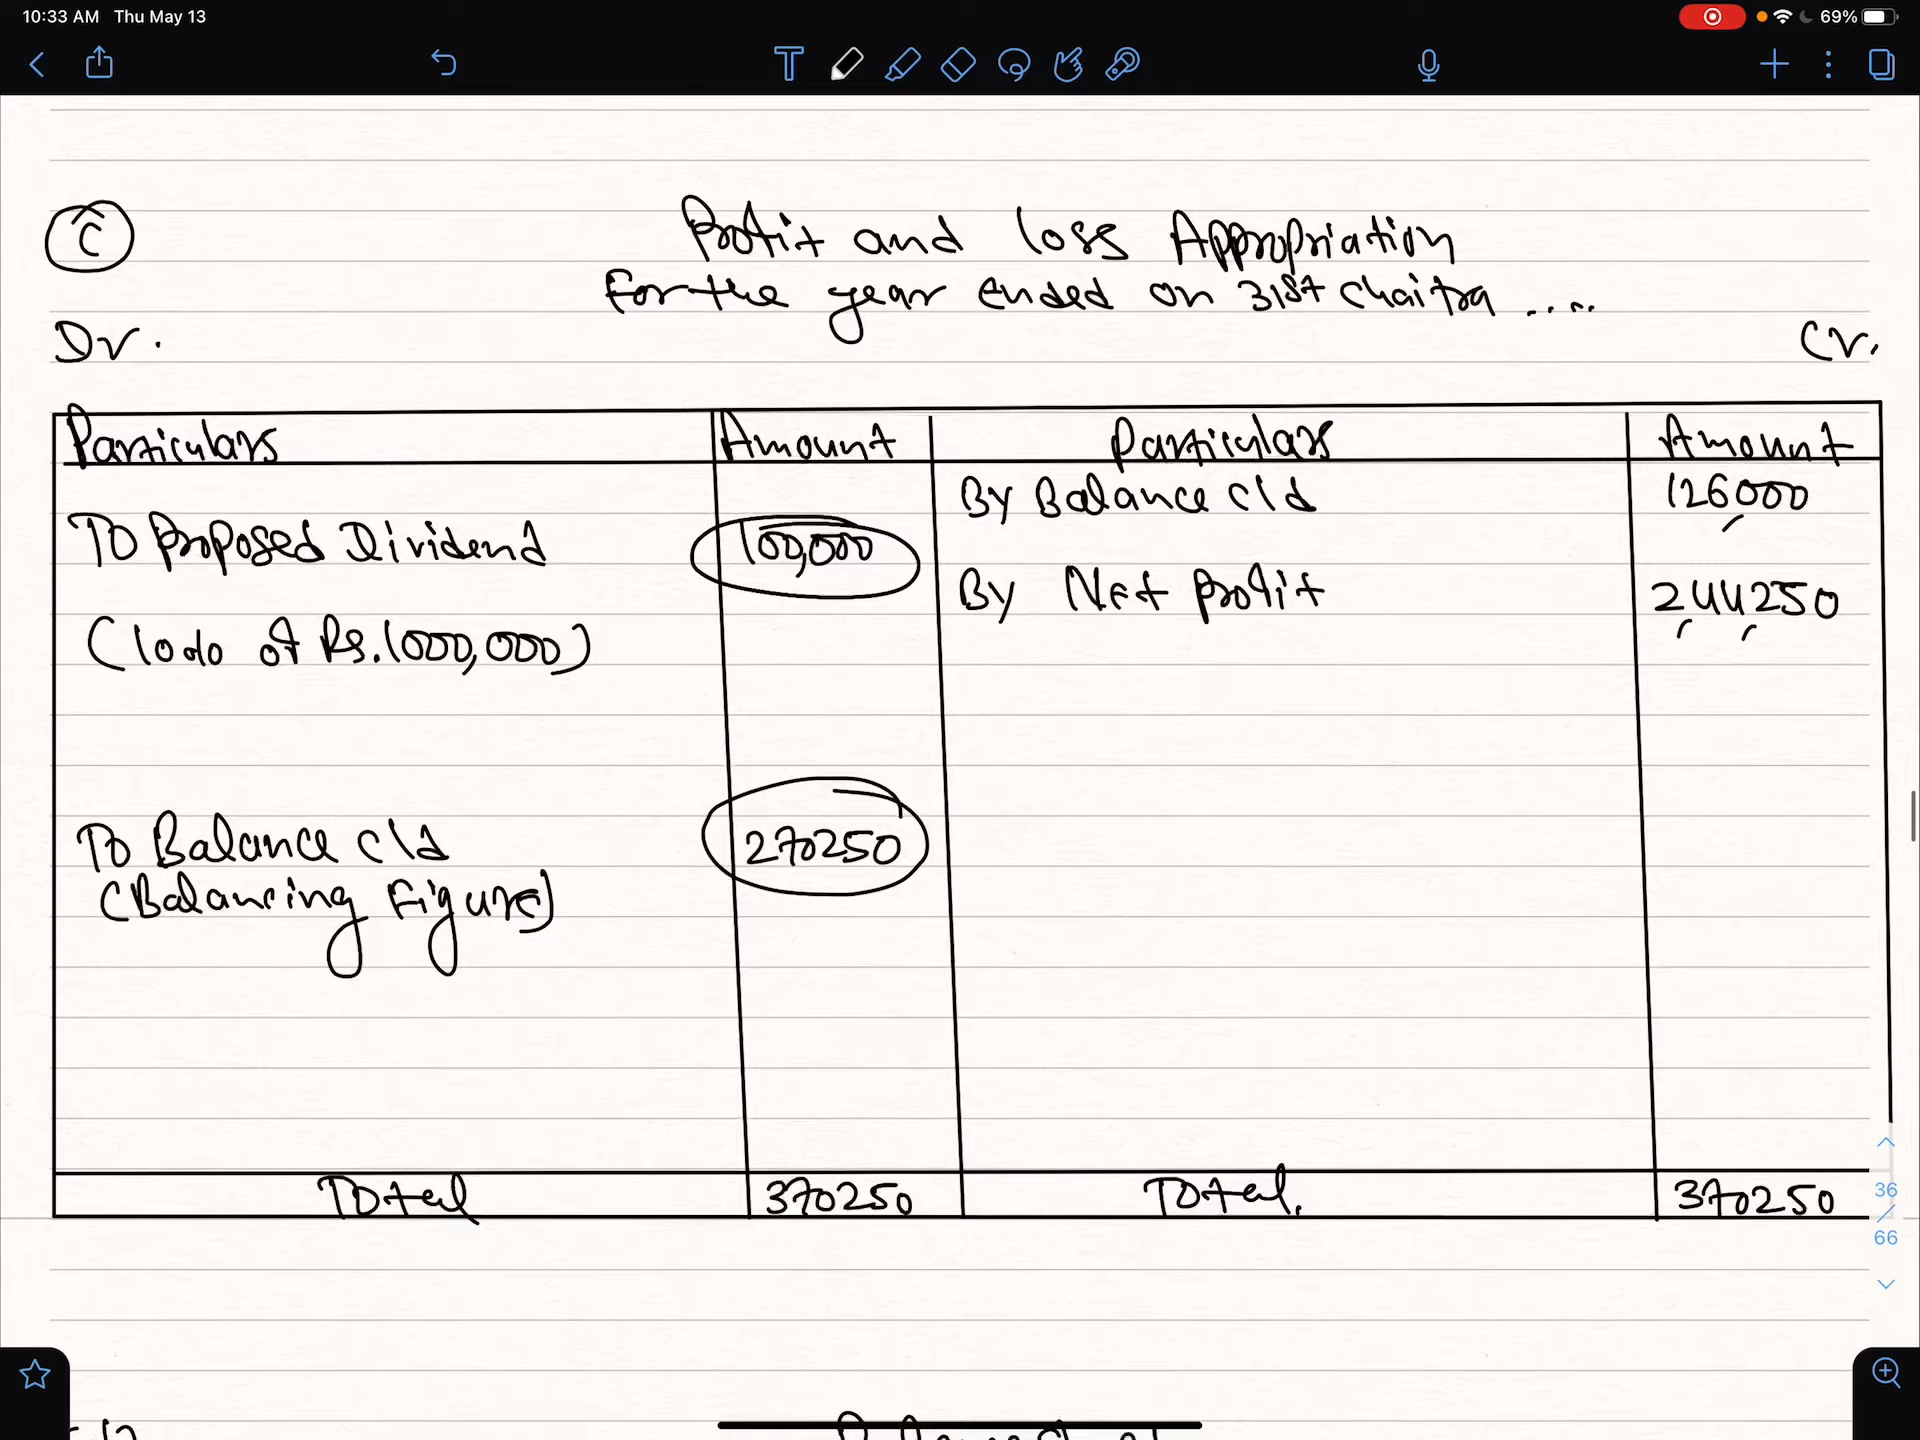 10:33 AM Thu May 13
69%
C
Profit and loss Appropriation
For the year ended on 31st chaitra .....
Dr.
Cr.
Particulars Amount Particulars Amount
By Balance c/d 126000
To Proposed Dividend 100,000
By Net profit 244250
(10% of Rs.1000,000)
To Balance c/d 270250
(Balancing Figure)
Total 370250 Total. 370250
36
66